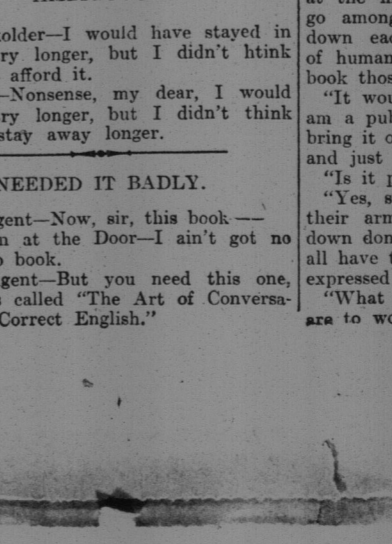 older—I would have stayed in
ry longer, but I didn't htink
afford it.
—Nonsense, my dear, I would
ry longer, but I didn't think
stay away longer.
NEEDED IT BADLY.
gent—Now, sir, this book——
n at the Door—I ain't got no
o book.
gent—But you need this one,
s called "The Art of Conversa-
Correct English."
go among
down eac
of human
book thos
"It wou
am a pul
bring it o
and just
"Is it p
"Yes, s
their arm
down don
all have t
expressed
"What
are to wo